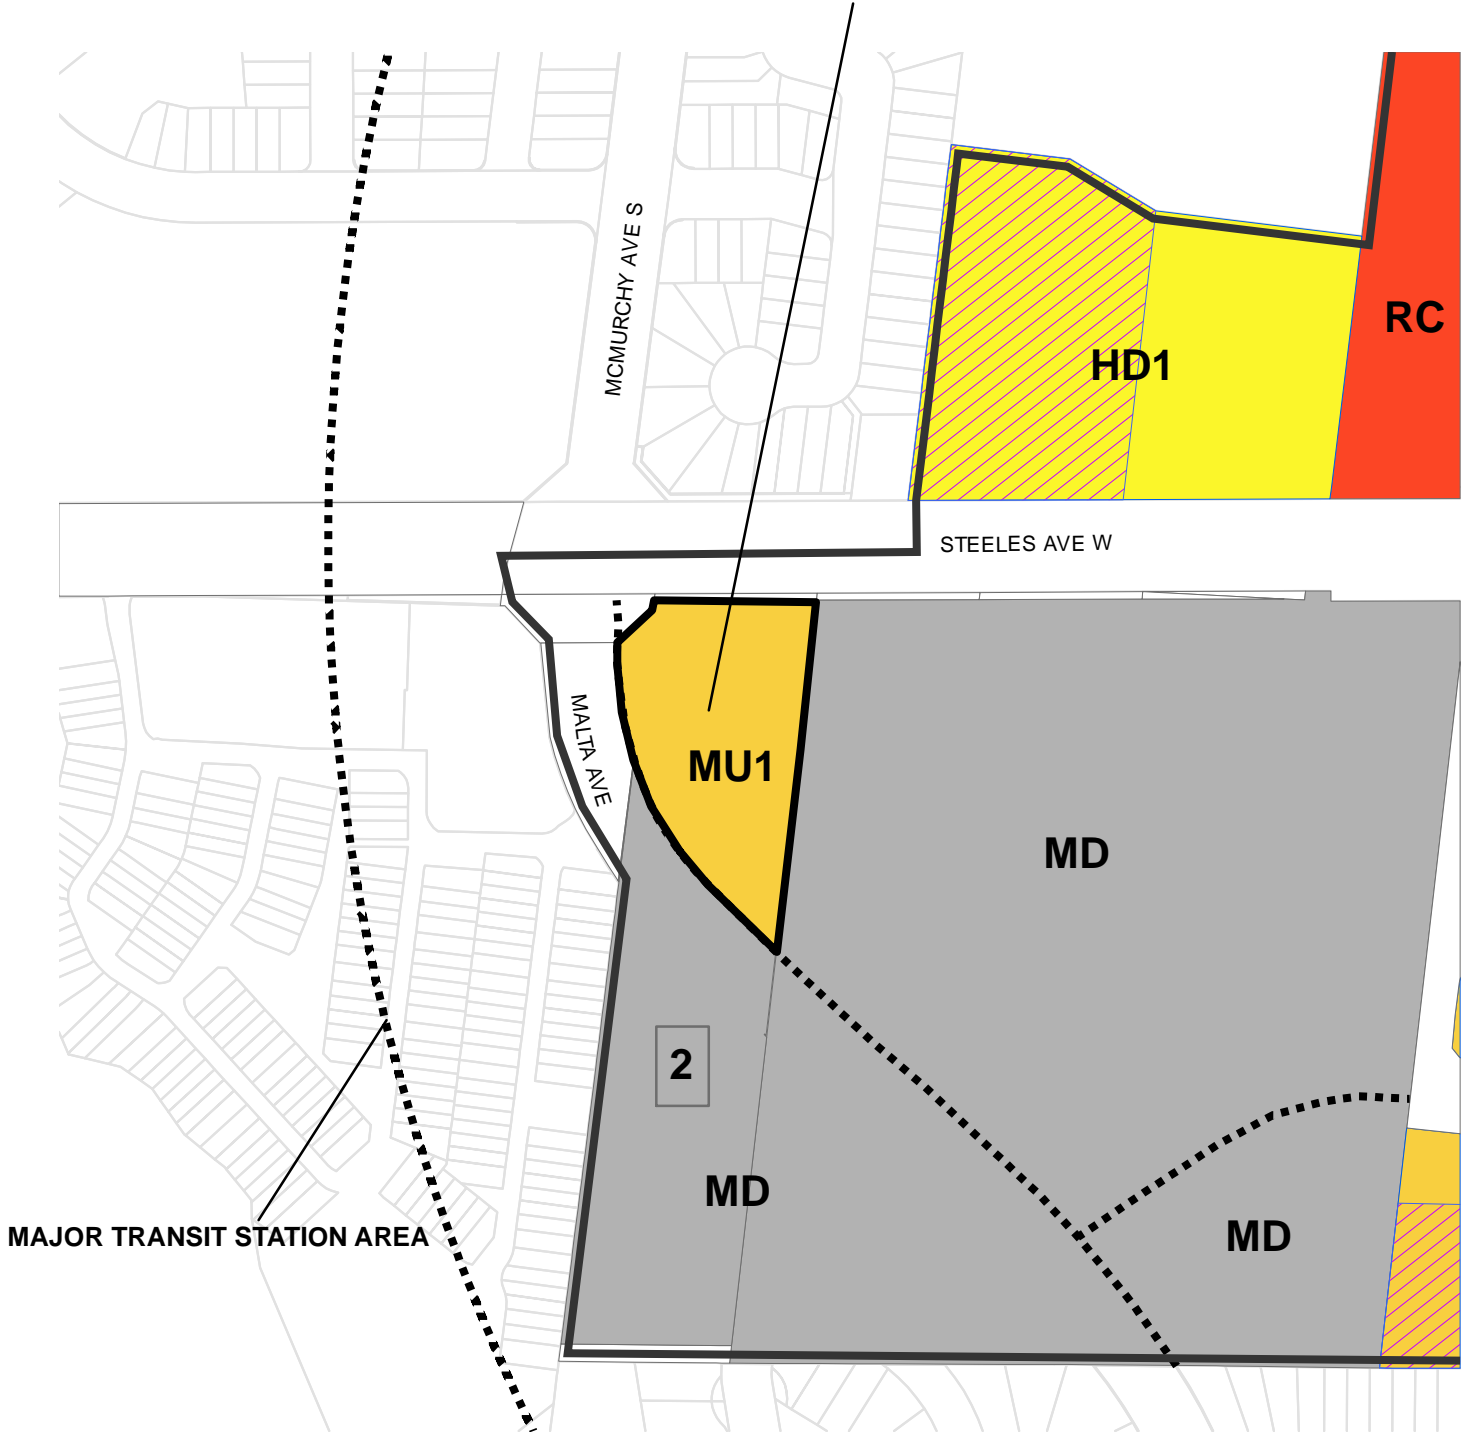 MCMURCHY AVE S
RC
HD1
STEELES AVE W
MALTA AVE
MU1
MD
2
MD
MAJOR TRANSIT STATION AREA
MD